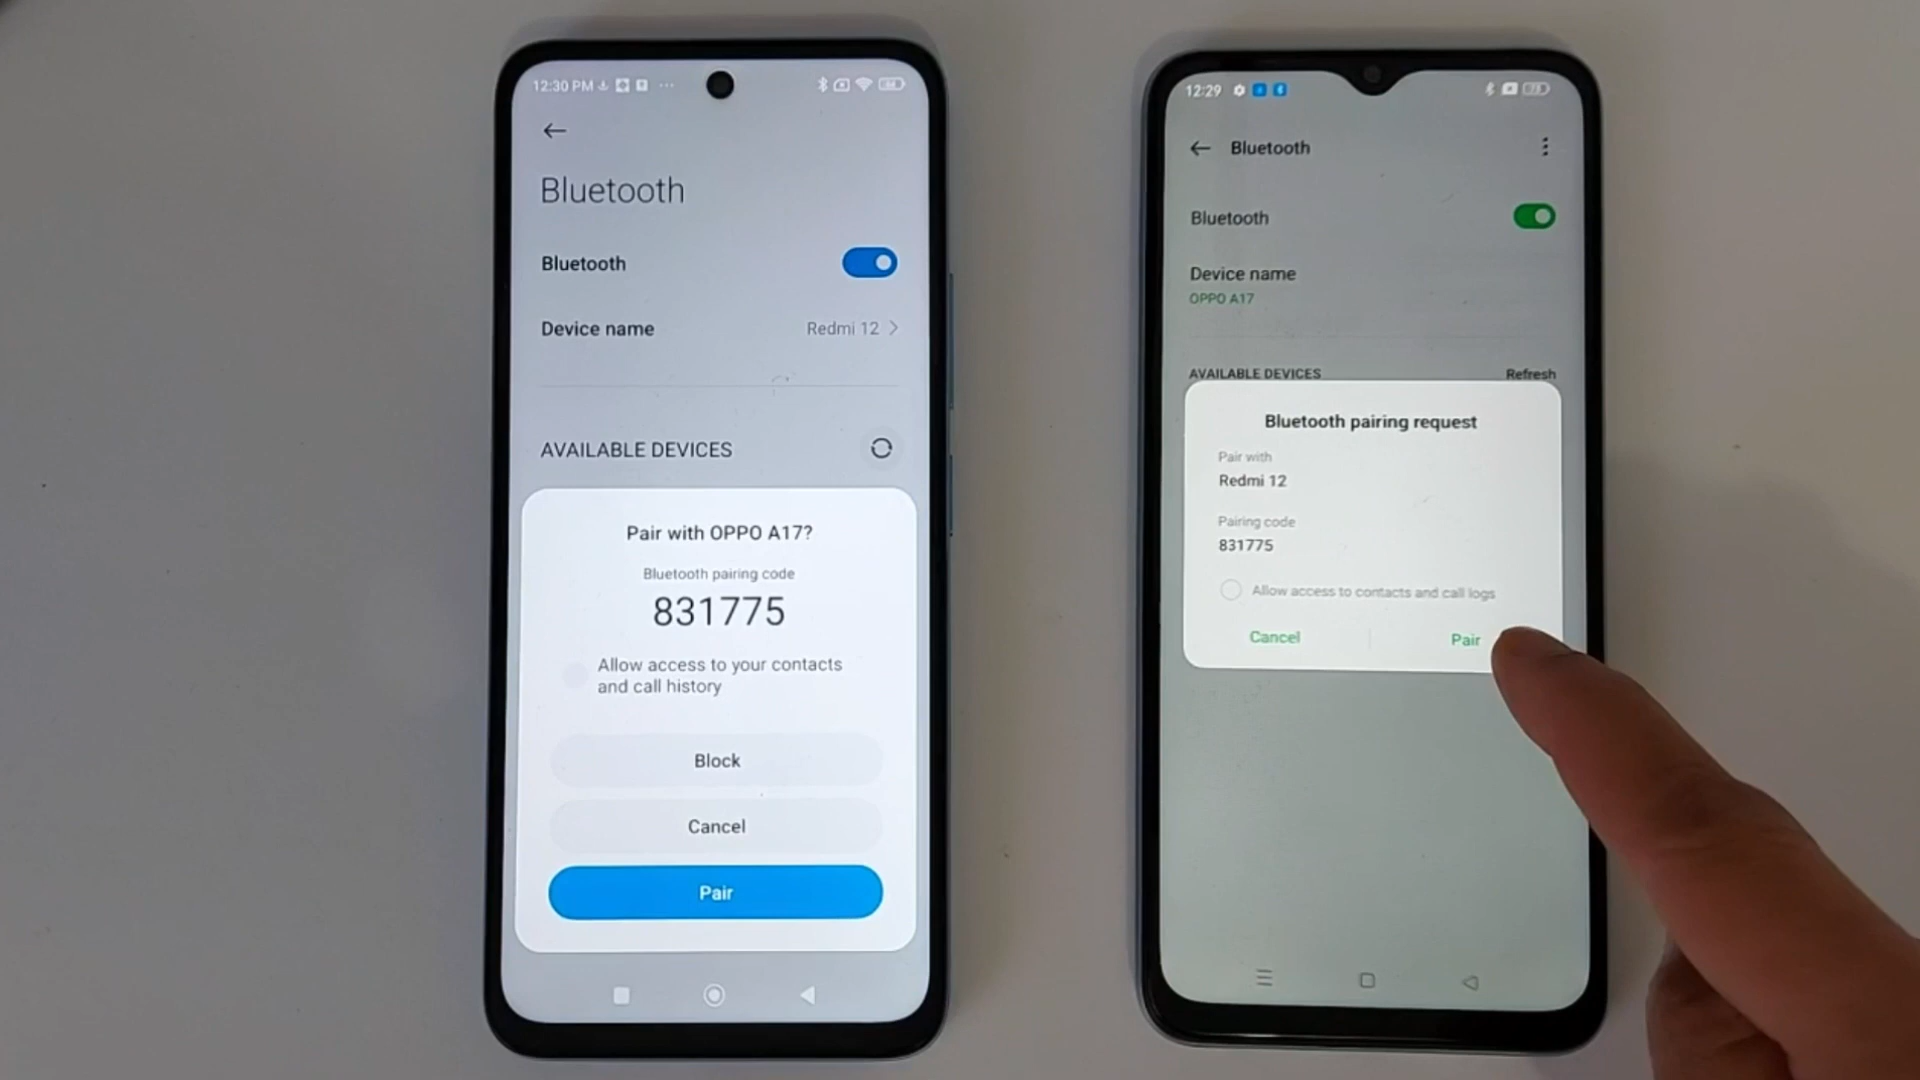 12:30 PM
Bluetooth
Bluetooth
Device name Redmi 12
AVAILABLE DEVICES
Pair with OPPO A17?
Bluetooth pairing code
831775
Allow access to your contacts
and call history
Block
Cancel
Pair
12:29
Bluetooth
Bluetooth
Device name
OPPO A17
AVAILABLE DEVICES Refresh
Bluetooth pairing request
Pair with
Redmi 12
Pairing code
831775
Allow access to contacts and call logs
Cancel Pair